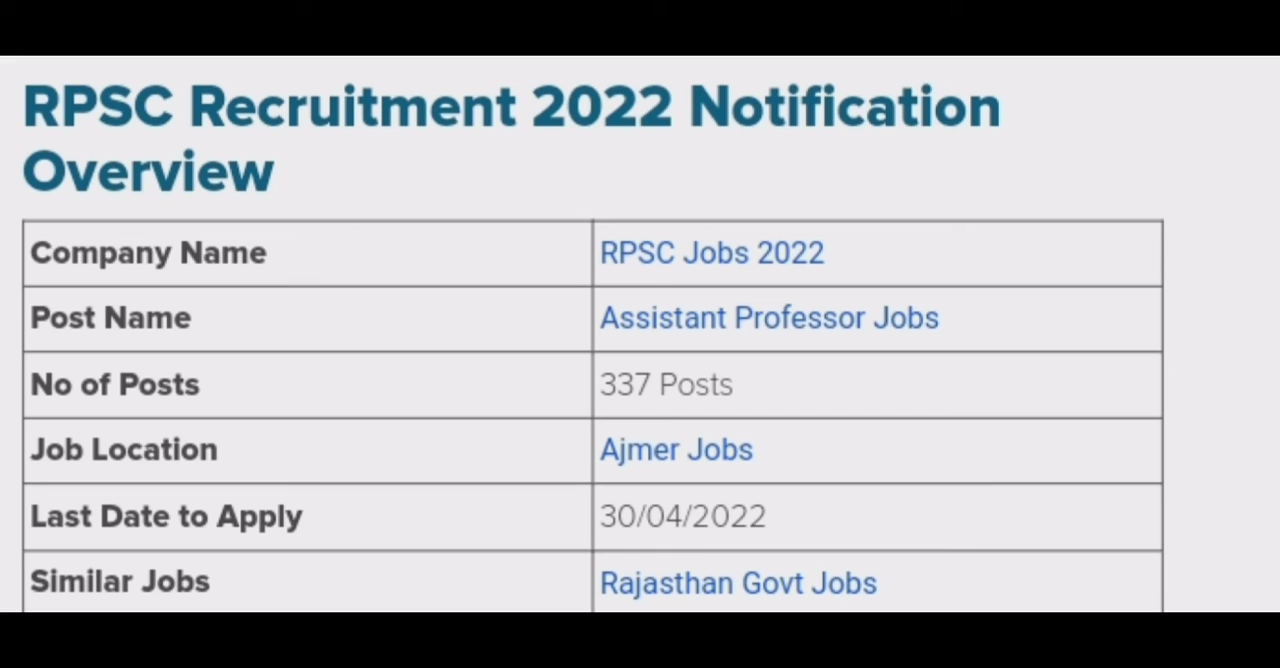 RPSC Recruitment 2022 Notification
Overview
Company Name RPSC Jobs 2022
Post Name Assistant Professor Jobs
No of Posts 337 Posts
Job Location Ajmer Jobs
Last Date to Apply 30/04/2022
Similar Jobs Rajasthan Govt Jobs